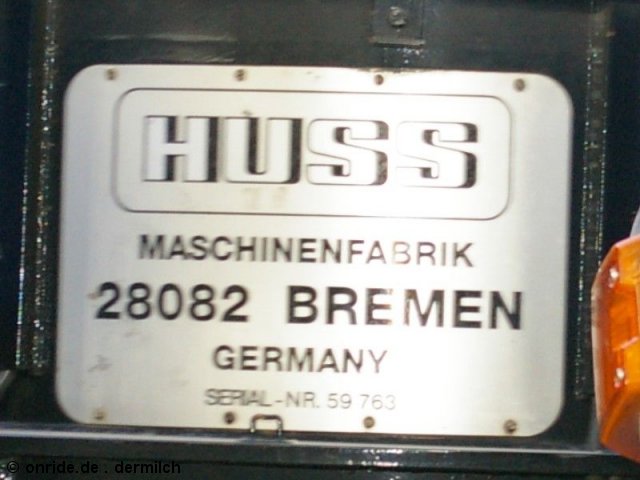 HUSS
MASCHINENFABRIK
28082 BREMEN
GERMANY
SERIAL-NR. 59 763
© onride.de . dermilch